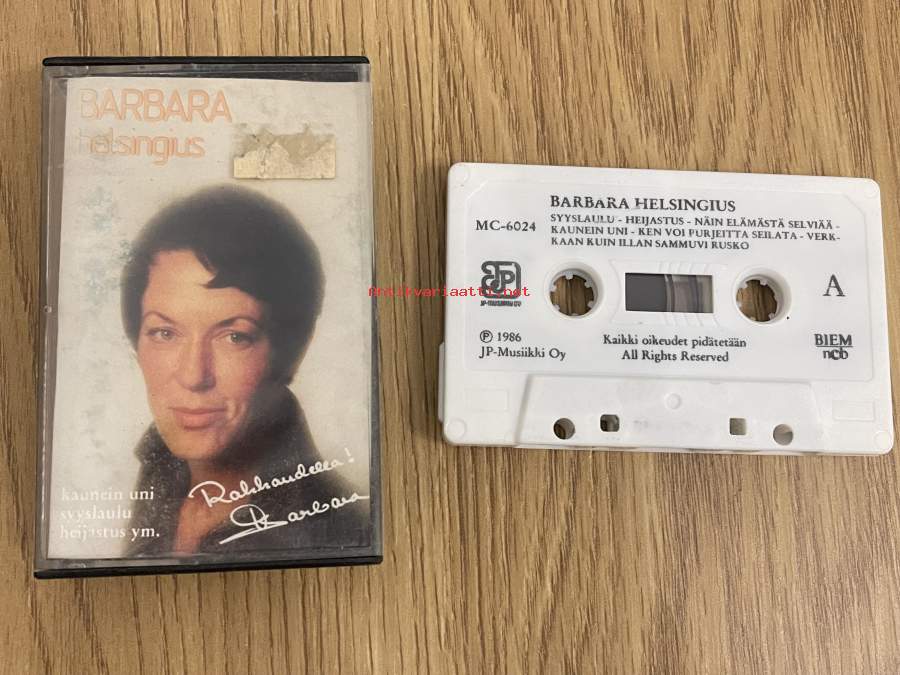 BARBARA
Helsingius
kaunein uni
syyslaulu
heijastus ym.
Rakkaudella!
Barbara
Antikvariaatti.net
BARBARA HELSINGIUS
MC-6024
SYYSLAULU - HEIJASTUS - NÄIN ELÄMÄSTÄ SELVIÄÄ -
KAUNEIN UNI - KEN VOI PURJEITTA SEILATA - VERK-
KAAN KUIN ILLAN SAMMUVI RUSKO
JP
JP-MUSIIKKI OY
A
℗ 1986
JP-Musiikki Oy
Kaikki oikeudet pidätetään
All Rights Reserved
BIEM
ncb